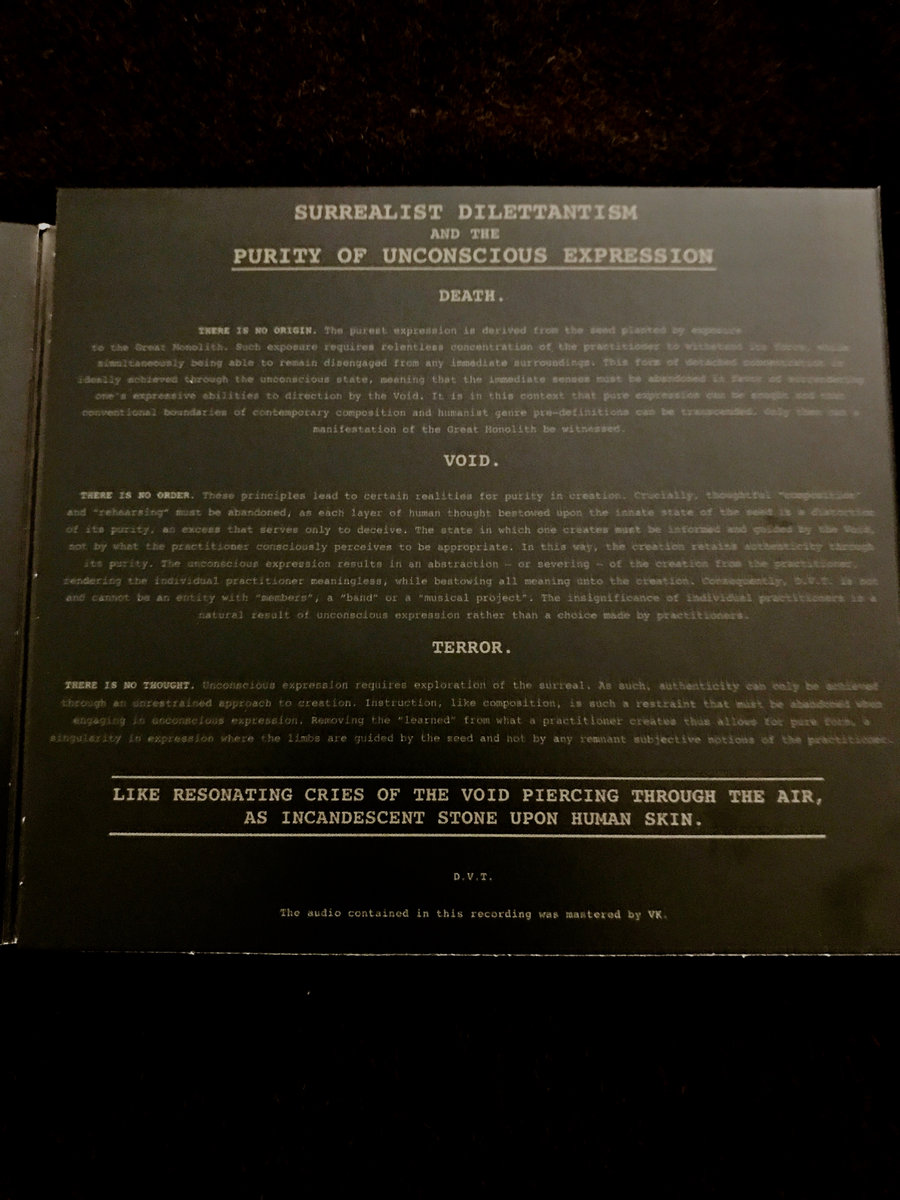 SURREALIST DILETTANTISM
AND THE
PURITY OF UNCONSCIOUS EXPRESSION
DEATH.
THERE IS NO ORIGIN. The purest expression is derived from the seed planted by exposure
to the Great Monolith. Such exposure requires relentless concentration of the practitioner to withstand its force, while
simultaneously being able to remain disengaged from any immediate surroundings. This form of detached concentration is
ideally achieved through the unconscious state, meaning that the immediate senses must be abandoned in favor of surrendering
one's expressive abilities to direction by the Void. It is in this context that pure expression can be sought and that
conventional boundaries of contemporary composition and humanist genre pre-definitions can be transcended. Only then can a
manifestation of the Great Monolith be witnessed.
VOID.
THERE IS NO ORDER. These principles lead to certain realities for purity in creation. Crucially, thoughtful "composition"
and "rehearsing" must be abandoned, as each layer of human thought bestowed upon the innate state of the seed is a distortion
of its purity, an excess that serves only to deceive. The state in which one creates must be informed and guided by the Void,
not by what the practitioner consciously perceives to be appropriate. In this way, the creation retains authenticity through
its purity. The unconscious expression results in an abstraction – or severing – of the creation from the practitioner,
rendering the individual practitioner meaningless, while bestowing all meaning unto the creation. Consequently, D.V.T. is not
and cannot be an entity with "members", a "band" or a "musical project". The insignificance of individual practitioners is a
natural result of unconscious expression rather than a choice made by practitioners.
TERROR.
THERE IS NO THOUGHT. Unconscious expression requires exploration of the surreal. As such, authenticity can only be achieved
through an unrestrained approach to creation. Instruction, like composition, is such a restraint that must be abandoned when
engaging in unconscious expression. Removing the "learned" from what a practitioner creates thus allows for pure form, a
singularity in expression where the limbs are guided by the seed and not by any remnant subjective notions of the practitioner.
LIKE RESONATING CRIES OF THE VOID PIERCING THROUGH THE AIR,
AS INCANDESCENT STONE UPON HUMAN SKIN.
D.V.T.
The audio contained in this recording was mastered by VK.